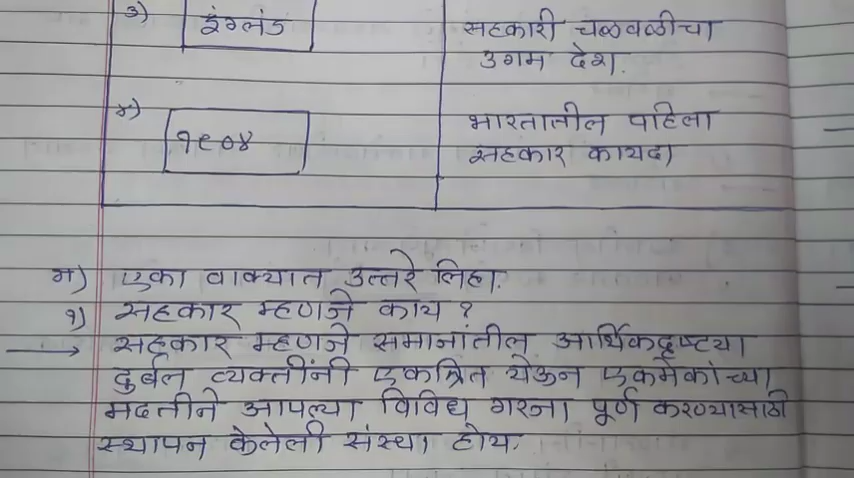 ३) इंग्लंड सहकारी चळवळीचा
उगम देश.
४) १९०४ भारतातील पहिला
सहकार कायदा
म) एका वाक्यात उत्तरे लिहा.
१) सहकार म्हणजे काय ?
→ सहकार म्हणजे समानांतील आर्थिकदृष्टया
दुर्बल व्यक्तींनी एकत्रित येऊन एकमेकांच्या
मदतीने आपल्या विविध गरजा पूर्ण करण्यासाठी
स्थापन केलेली संस्था होय.